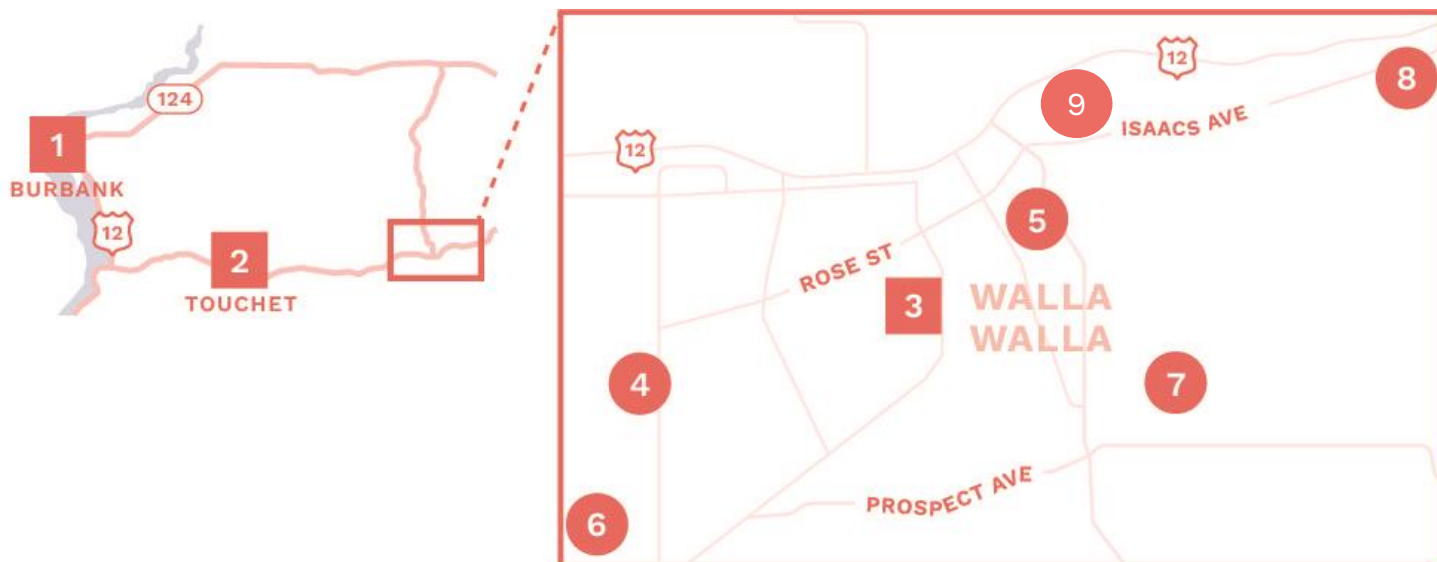 124
1
BURBANK
12
2
TOUCHET
12
8
9
ISAACS AVE
12
5
ROSE ST
3
WALLA
WALLA
4
7
PROSPECT AVE
6